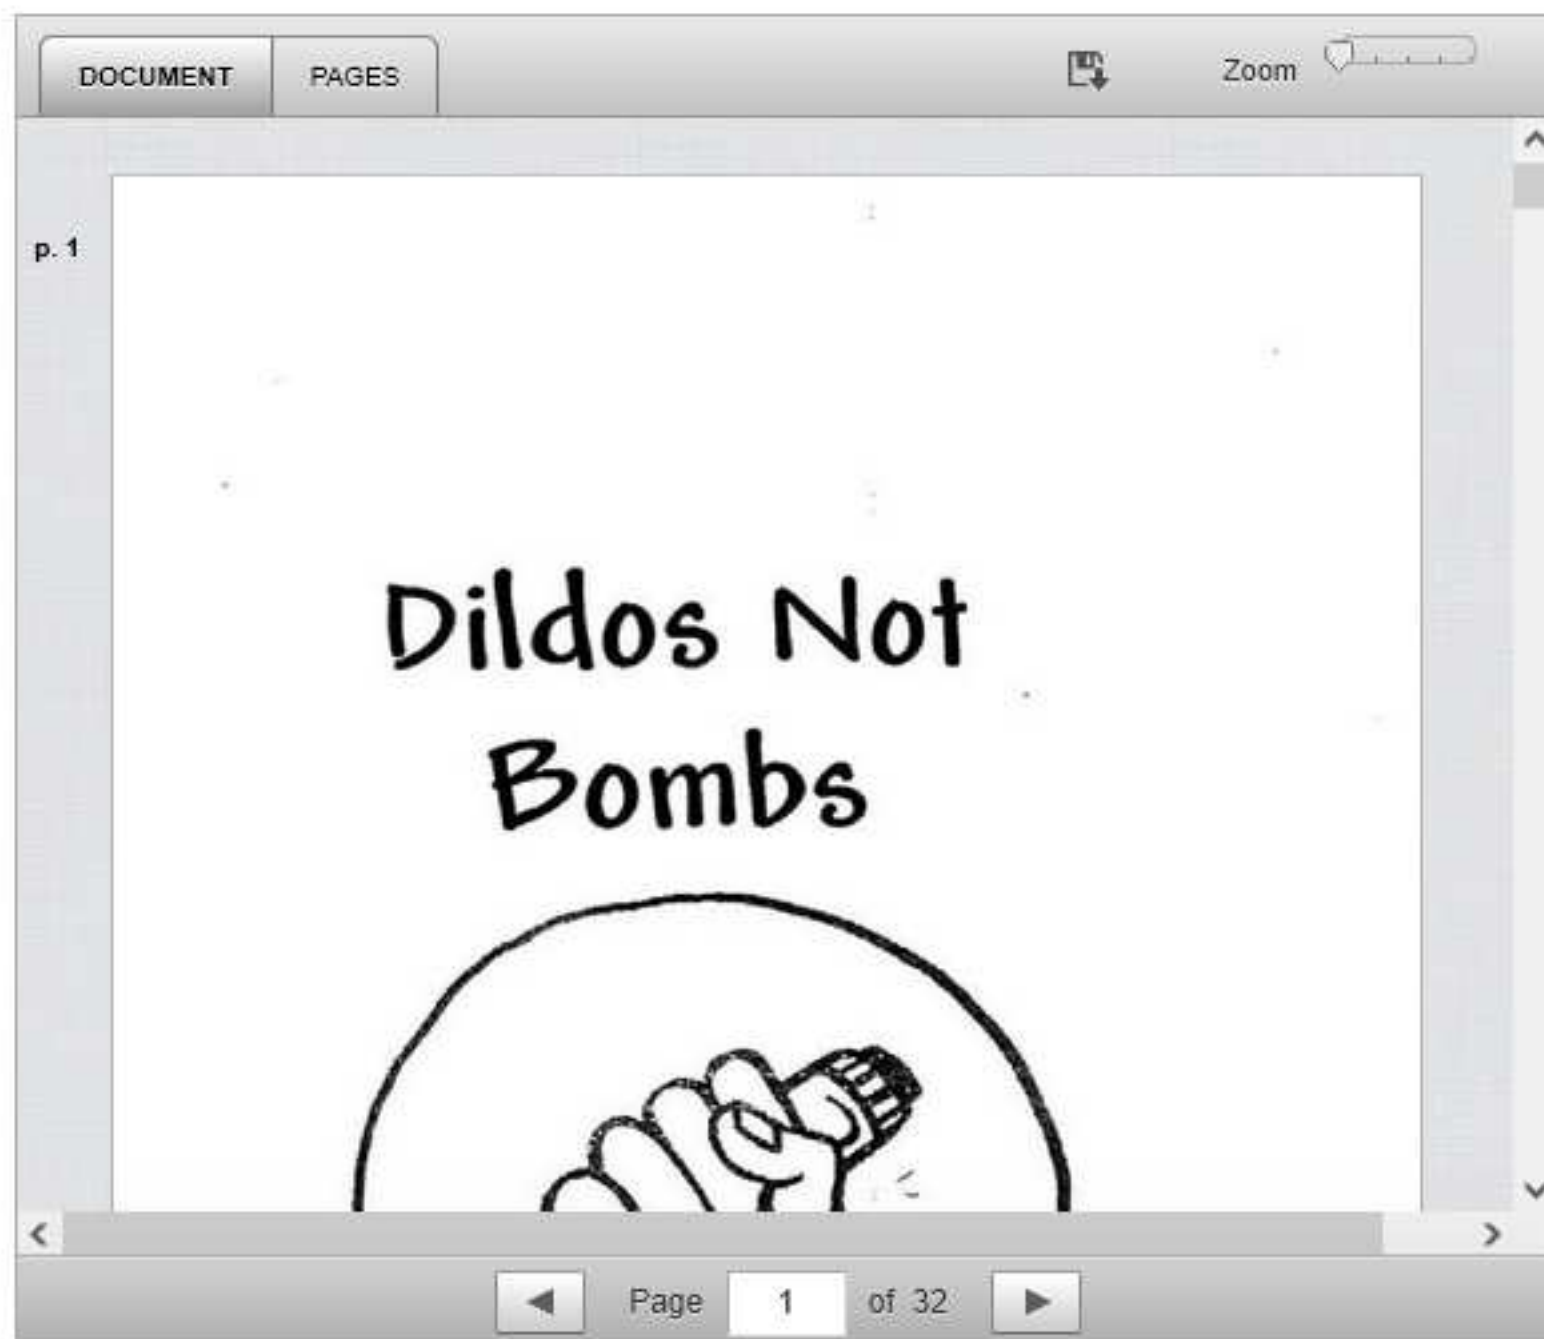 DOCUMENT PAGES Zoom
p. 1
Dildos Not
Bombs
Page 1 of 32